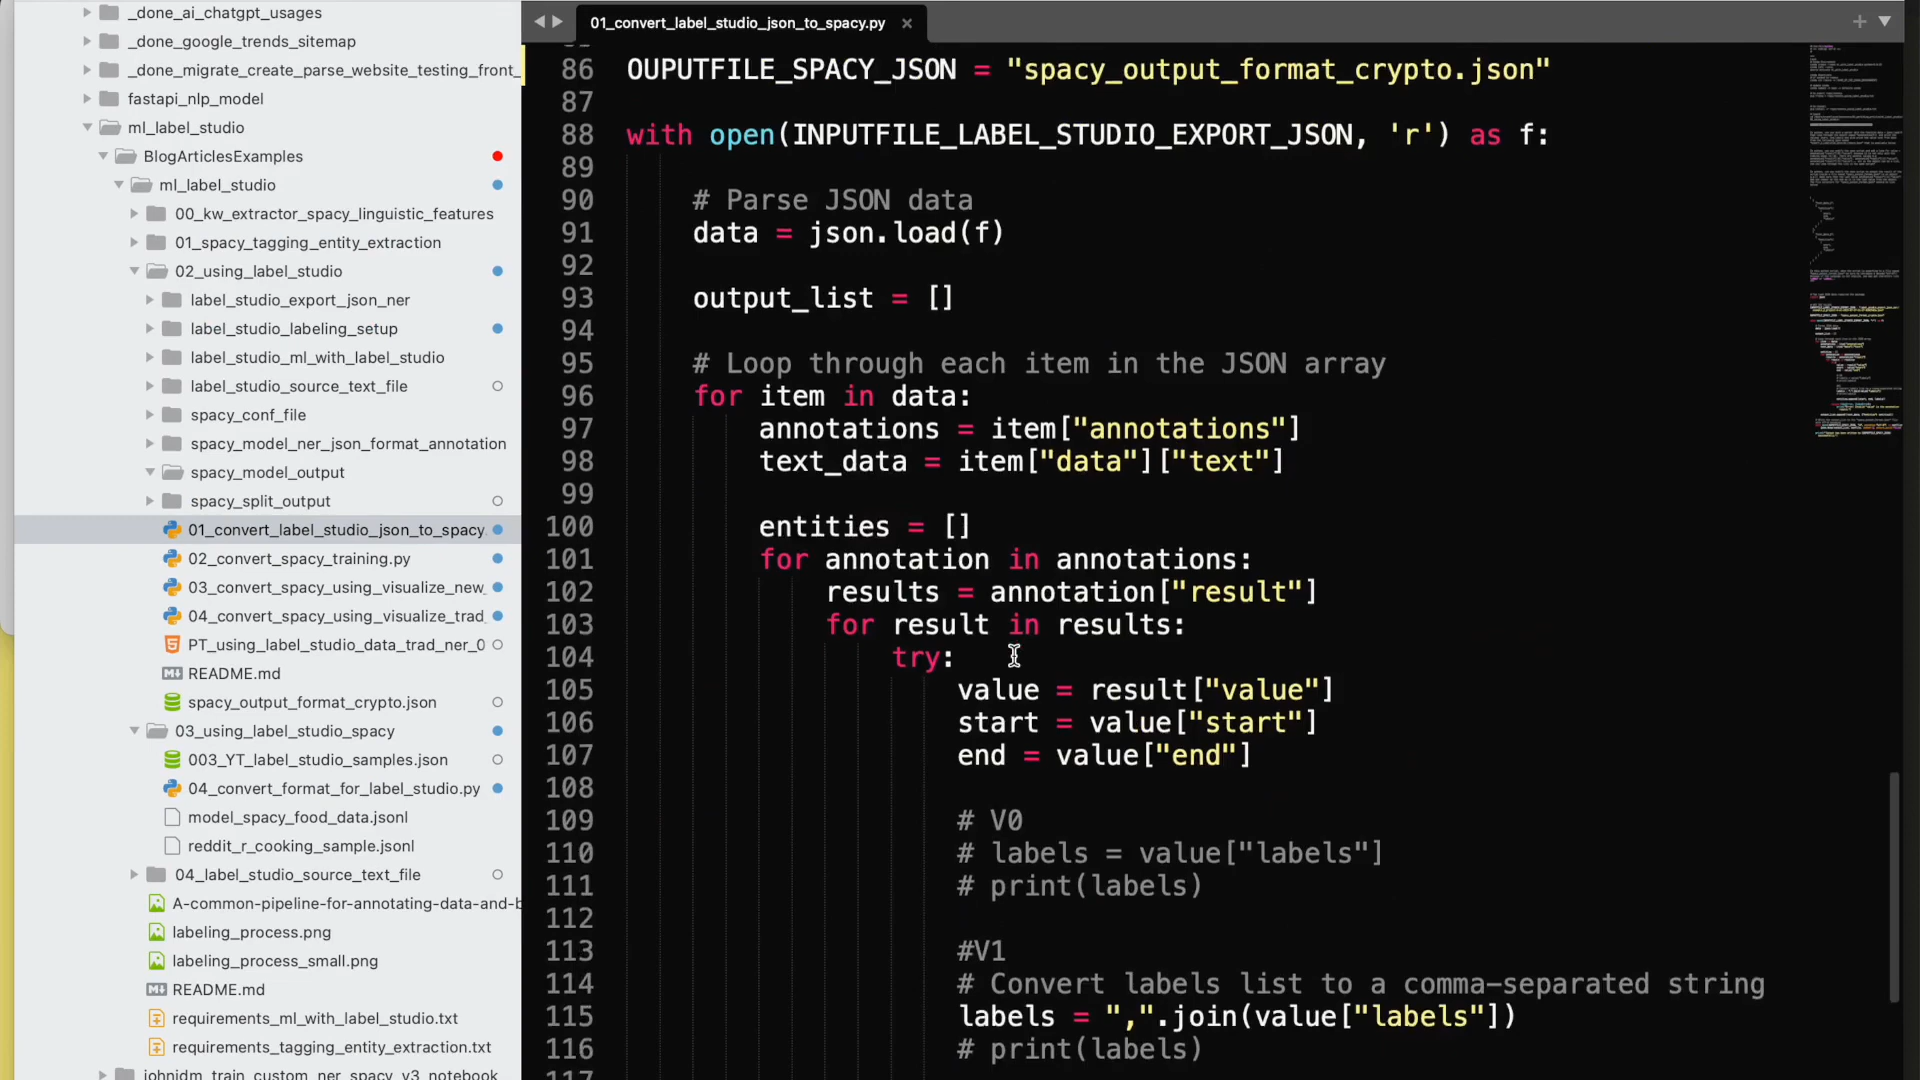 _done_ai_chatgpt_usages
_done_google_trends_sitemap
_done_migrate_create_parse_website_testing_front_
fastapi_nlp_model
ml_label_studio
BlogArticlesExamples
ml_label_studio
00_kw_extractor_spacy_linguistic_features
01_spacy_tagging_entity_extraction
02_using_label_studio
label_studio_export_json_ner
label_studio_labeling_setup
label_studio_ml_with_label_studio
label_studio_source_text_file
spacy_conf_file
spacy_model_ner_json_format_annotation
spacy_model_output
spacy_split_output
01_convert_label_studio_json_to_spacy.
02_convert_spacy_training.py
03_convert_spacy_using_visualize_new_
04_convert_spacy_using_visualize_trad_
PT_using_label_studio_data_trad_ner_0
README.md
spacy_output_format_crypto.json
03_using_label_studio_spacy
003_YT_label_studio_samples.json
04_convert_format_for_label_studio.py
model_spacy_food_data.jsonl
reddit_r_cooking_sample.jsonl
04_label_studio_source_text_file
A-common-pipeline-for-annotating-data-and-b
labeling_process.png
labeling_process_small.png
README.md
requirements_ml_with_label_studio.txt
requirements_tagging_entity_extraction.txt
johnidm_train_custom_ner_spacy_v3_notebook
01_convert_label_studio_json_to_spacy.py
86 OUPUTFILE_SPACY_JSON = "spacy_output_format_crypto.json"
87
88 with open(INPUTFILE_LABEL_STUDIO_EXPORT_JSON, 'r') as f:
89
90 # Parse JSON data
91 data = json.load(f)
92
93 output_list = []
94
95 # Loop through each item in the JSON array
96 for item in data:
97 annotations = item["annotations"]
98 text_data = item["data"]["text"]
99
100 entities = []
101 for annotation in annotations:
102 results = annotation["result"]
103 for result in results:
104 try:
105 value = result["value"]
106 start = value["start"]
107 end = value["end"]
108
109 # V0
110 # labels = value["labels"]
111 # print(labels)
112
113 #V1
114 # Convert labels list to a comma-separated string
115 labels = ",".join(value["labels"])
116 # print(labels)
117